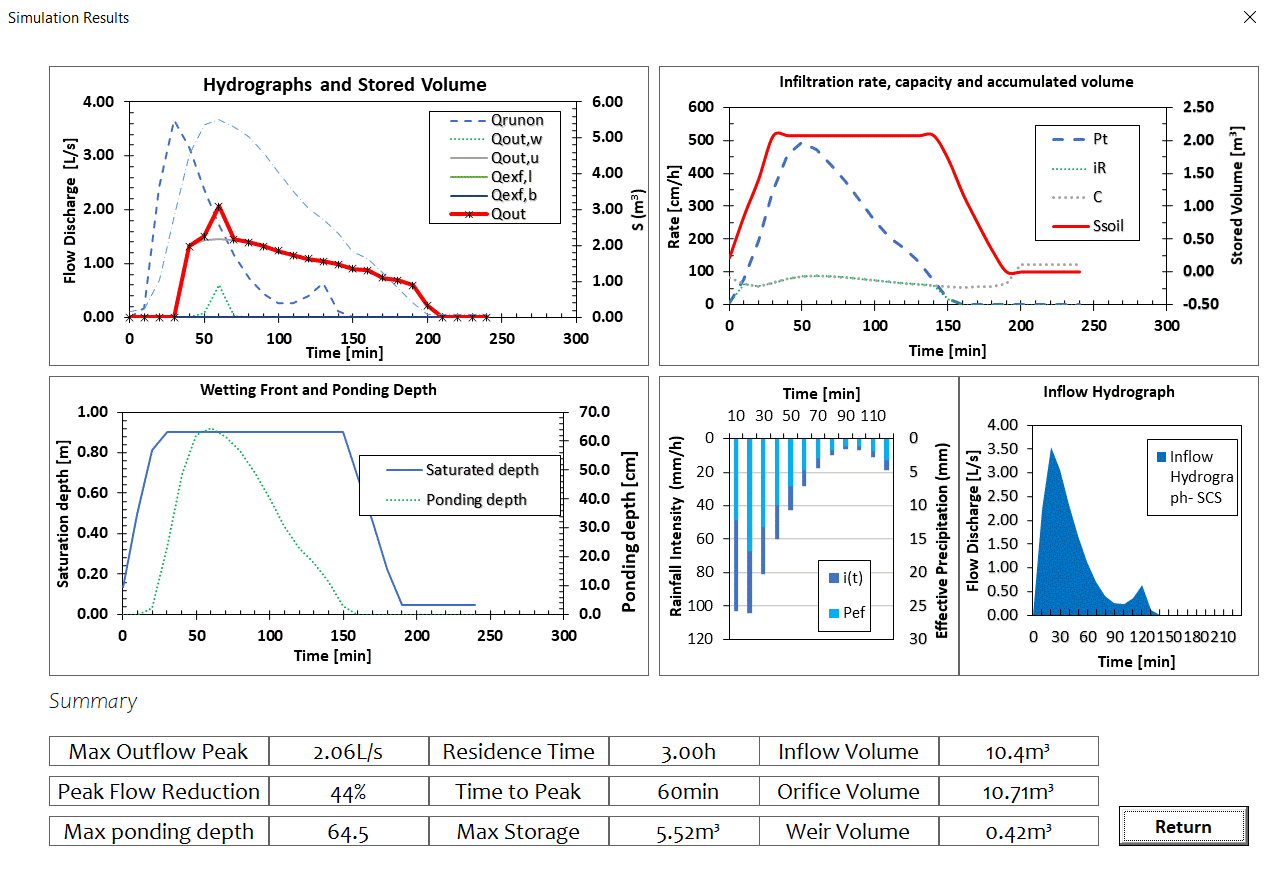 Simulation Results
Hydrographs and Stored Volume
4.00
3.00
2.00
1.00
0.00
Flow Discharge [L/s]
6.00
5.00
4.00
3.00
2.00
1.00
0.00
S (m³)
Qrunon
Qout,w
Qout,u
Qexf,l
Qexf,b
Qout
0 50 100 150 200 250 300
Time [min]
Infiltration rate, capacity and accumulated volume
600
500
400
300
200
100
0
Rate [cm/h]
2.50
2.00
1.50
1.00
0.50
0.00
-0.50
Stored Volume [m³]
Pt
iR
C
Ssoil
0 50 100 150 200 250 300
Time [min]
Wetting Front and Ponding Depth
1.00
0.80
0.60
0.40
0.20
0.00
Saturation depth [m]
70.0
60.0
50.0
40.0
30.0
20.0
10.0
0.0
Ponding depth [cm]
Saturated depth
Ponding depth
0 50 100 150 200 250 300
Time [min]
Time [min]
10 30 50 70 90 110
0
20
40
60
80
100
120
Rainfall Intensity (mm/h)
0
5
10
15
20
25
30
Effective Precipitation (mm)
i(t)
Pef
Inflow Hydrograph
4.00
3.50
3.00
2.50
2.00
1.50
1.00
0.50
0.00
Flow Discharge [L/s]
Inflow
Hydrogra
ph- SCS
0 30 60 90 120 150 180 210
Time [min]
Summary
Max Outflow Peak 2.06L/s Residence Time 3.00h Inflow Volume 10.4m³
Peak Flow Reduction 44% Time to Peak 60min Orifice Volume 10.71m³
Max ponding depth 64.5 Max Storage 5.52m³ Weir Volume 0.42m³
Return